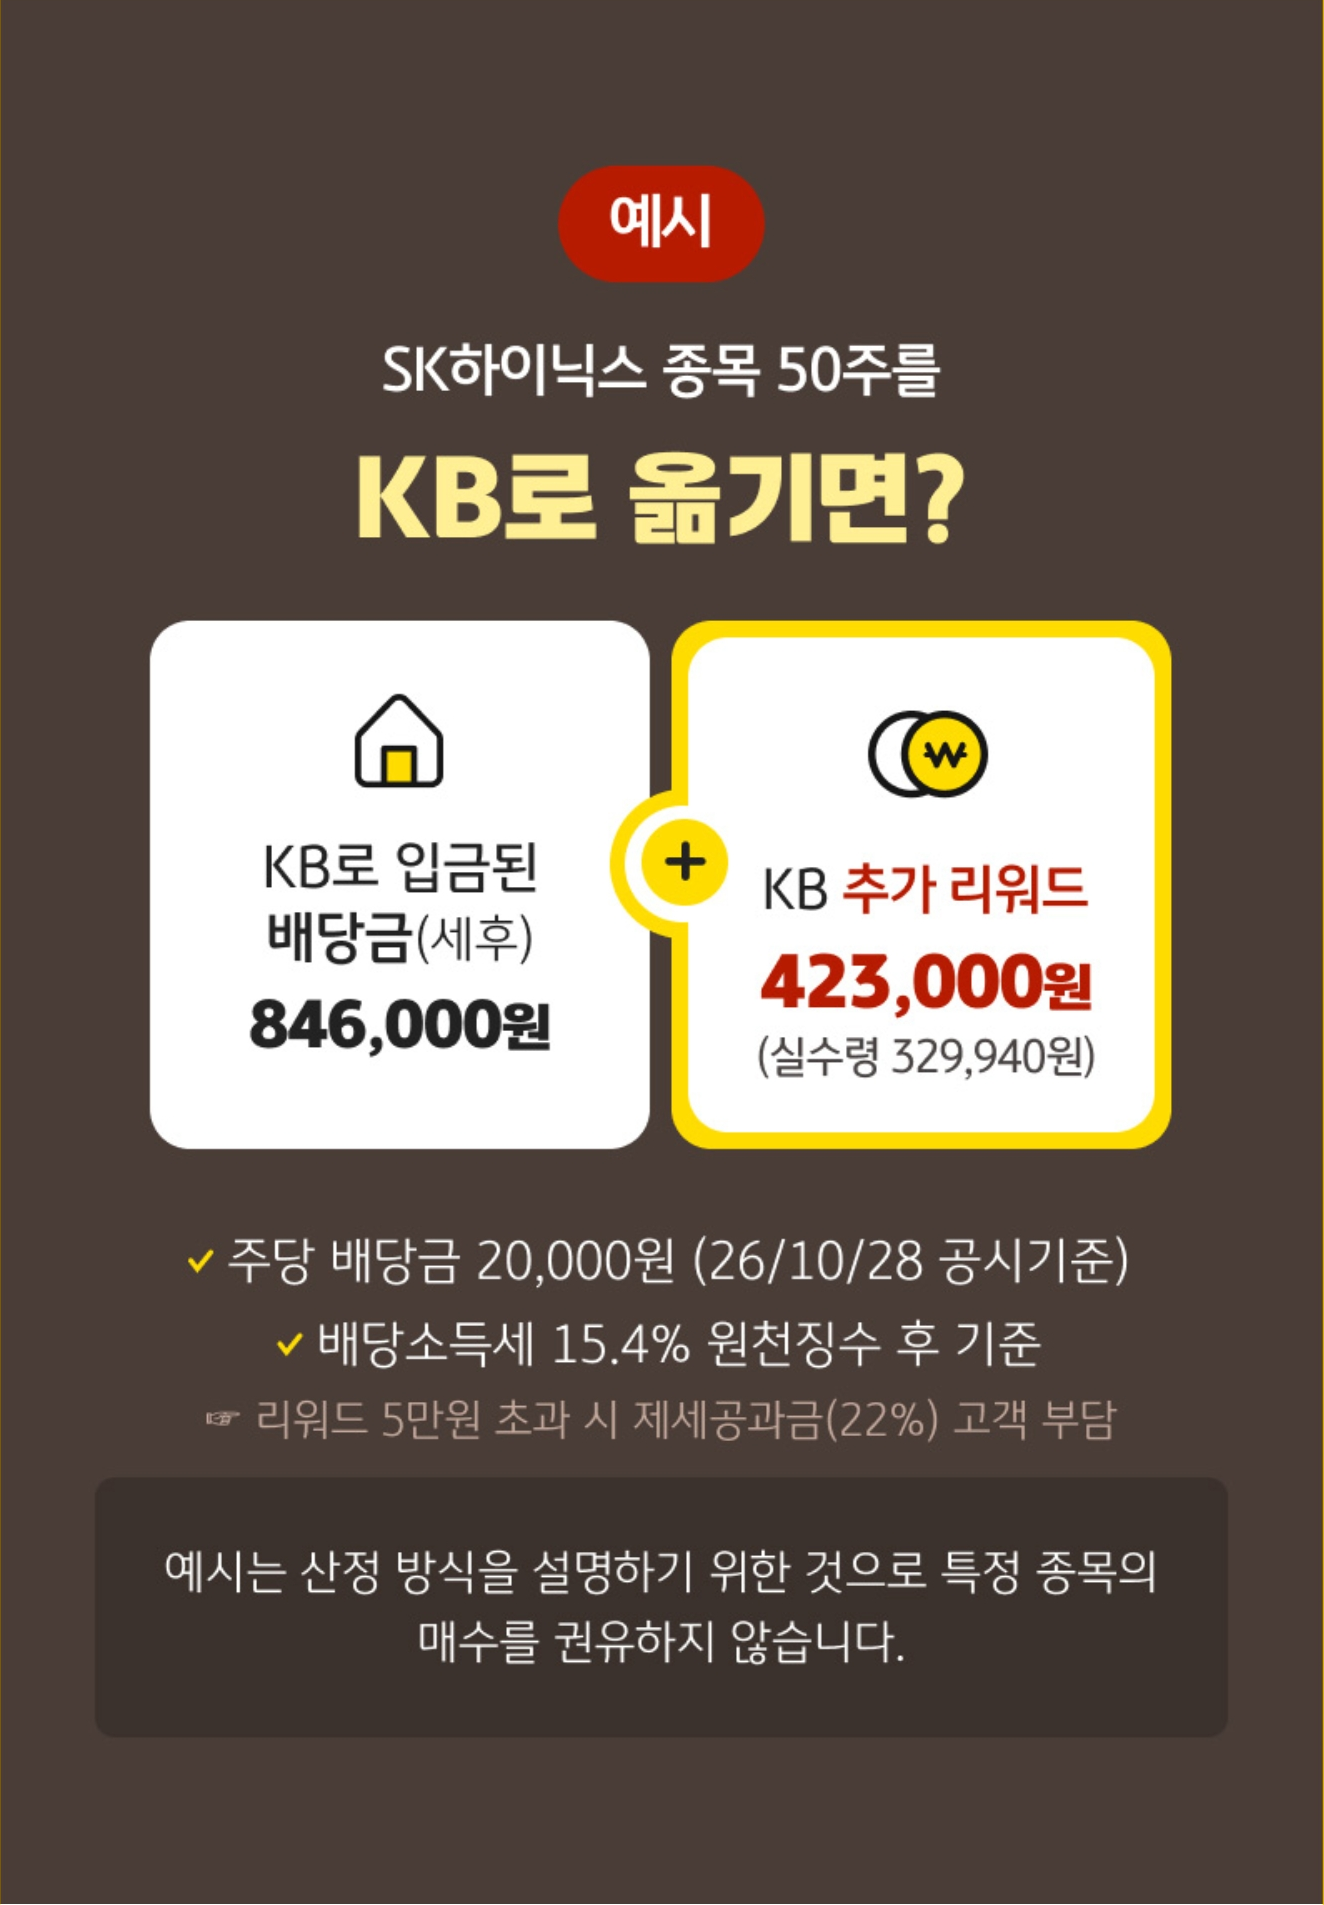 예시
SK하이닉스 종목 50주를
KB로 옮기면?
KB로 입금된
배당금(세후)
846,000원
+
KB 추가 리워드
423,000원
(실수령 329,940원)
✓ 주당 배당금 20,000원 (26/10/28 공시기준)
✓ 배당소득세 15.4% 원천징수 후 기준
☞ 리워드 5만원 초과 시 제세공과금(22%) 고객 부담
예시는 산정 방식을 설명하기 위한 것으로 특정 종목의
매수를 권유하지 않습니다.